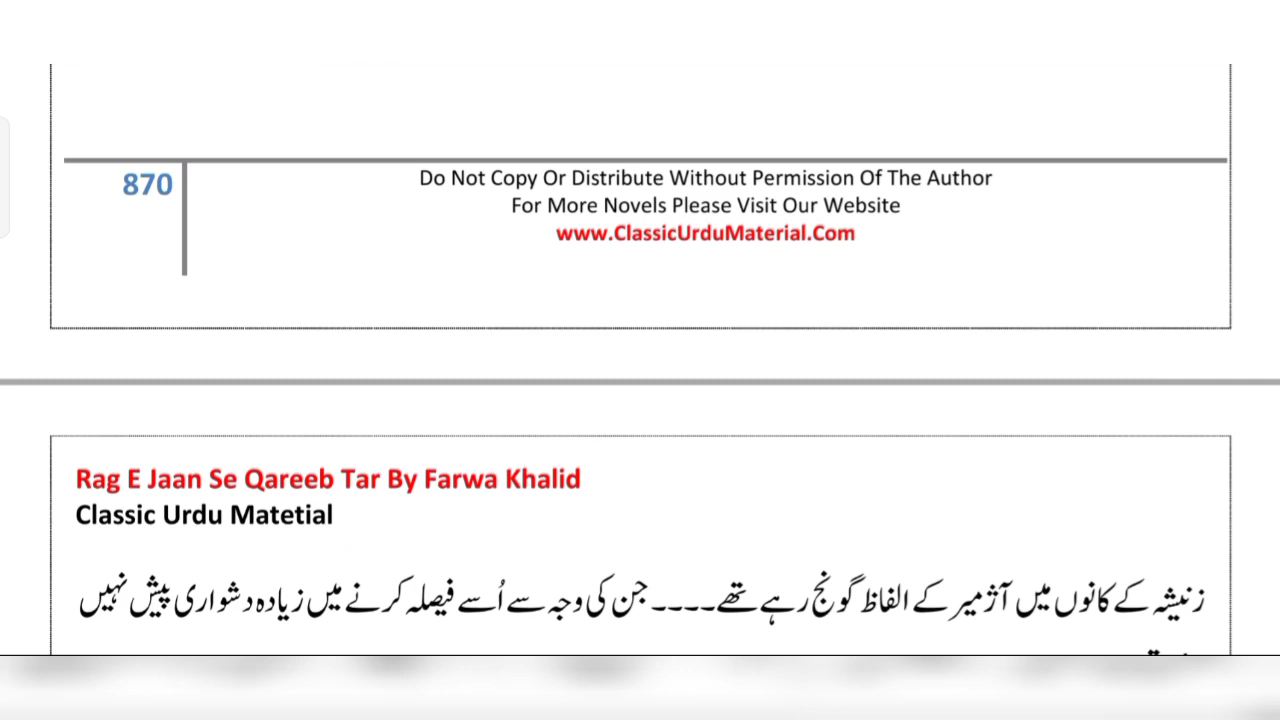 870
Do Not Copy Or Distribute Without Permission Of The Author
For More Novels Please Visit Our Website
www.ClassicUrduMaterial.Com
Rag E Jaan Se Qareeb Tar By Farwa Khalid
Classic Urdu Matetial
زنیشہ کے کانوں میں آژمیر کے الفاظ گونج رہے تھے۔۔۔۔ جن کی وجہ سے اُسے فیصلہ کرنے میں زیادہ دشواری پیش نہیں